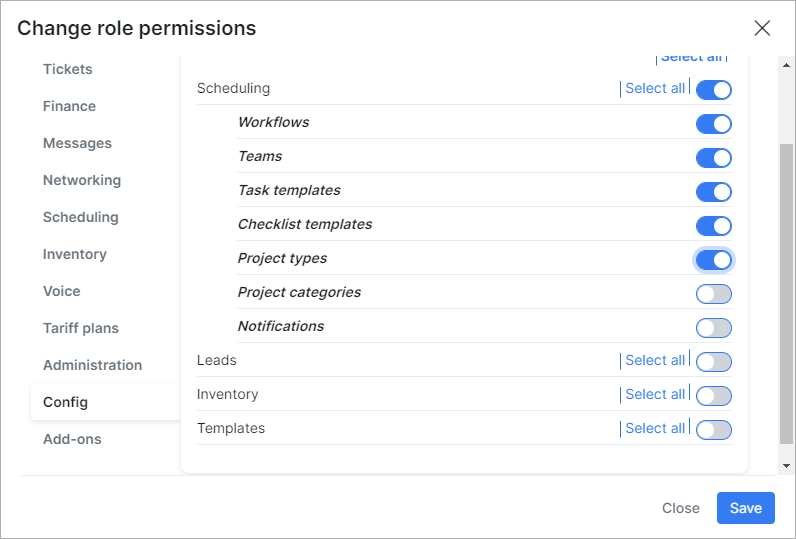 Change role permissions
Tickets
Finance
Messages
Networking
Scheduling
Inventory
Voice
Tariff plans
Administration
Config
Add-ons
Select all
Scheduling Select all
Workflows
Teams
Task templates
Checklist templates
Project types
Project categories
Notifications
Leads Select all
Inventory Select all
Templates Select all
Close Save